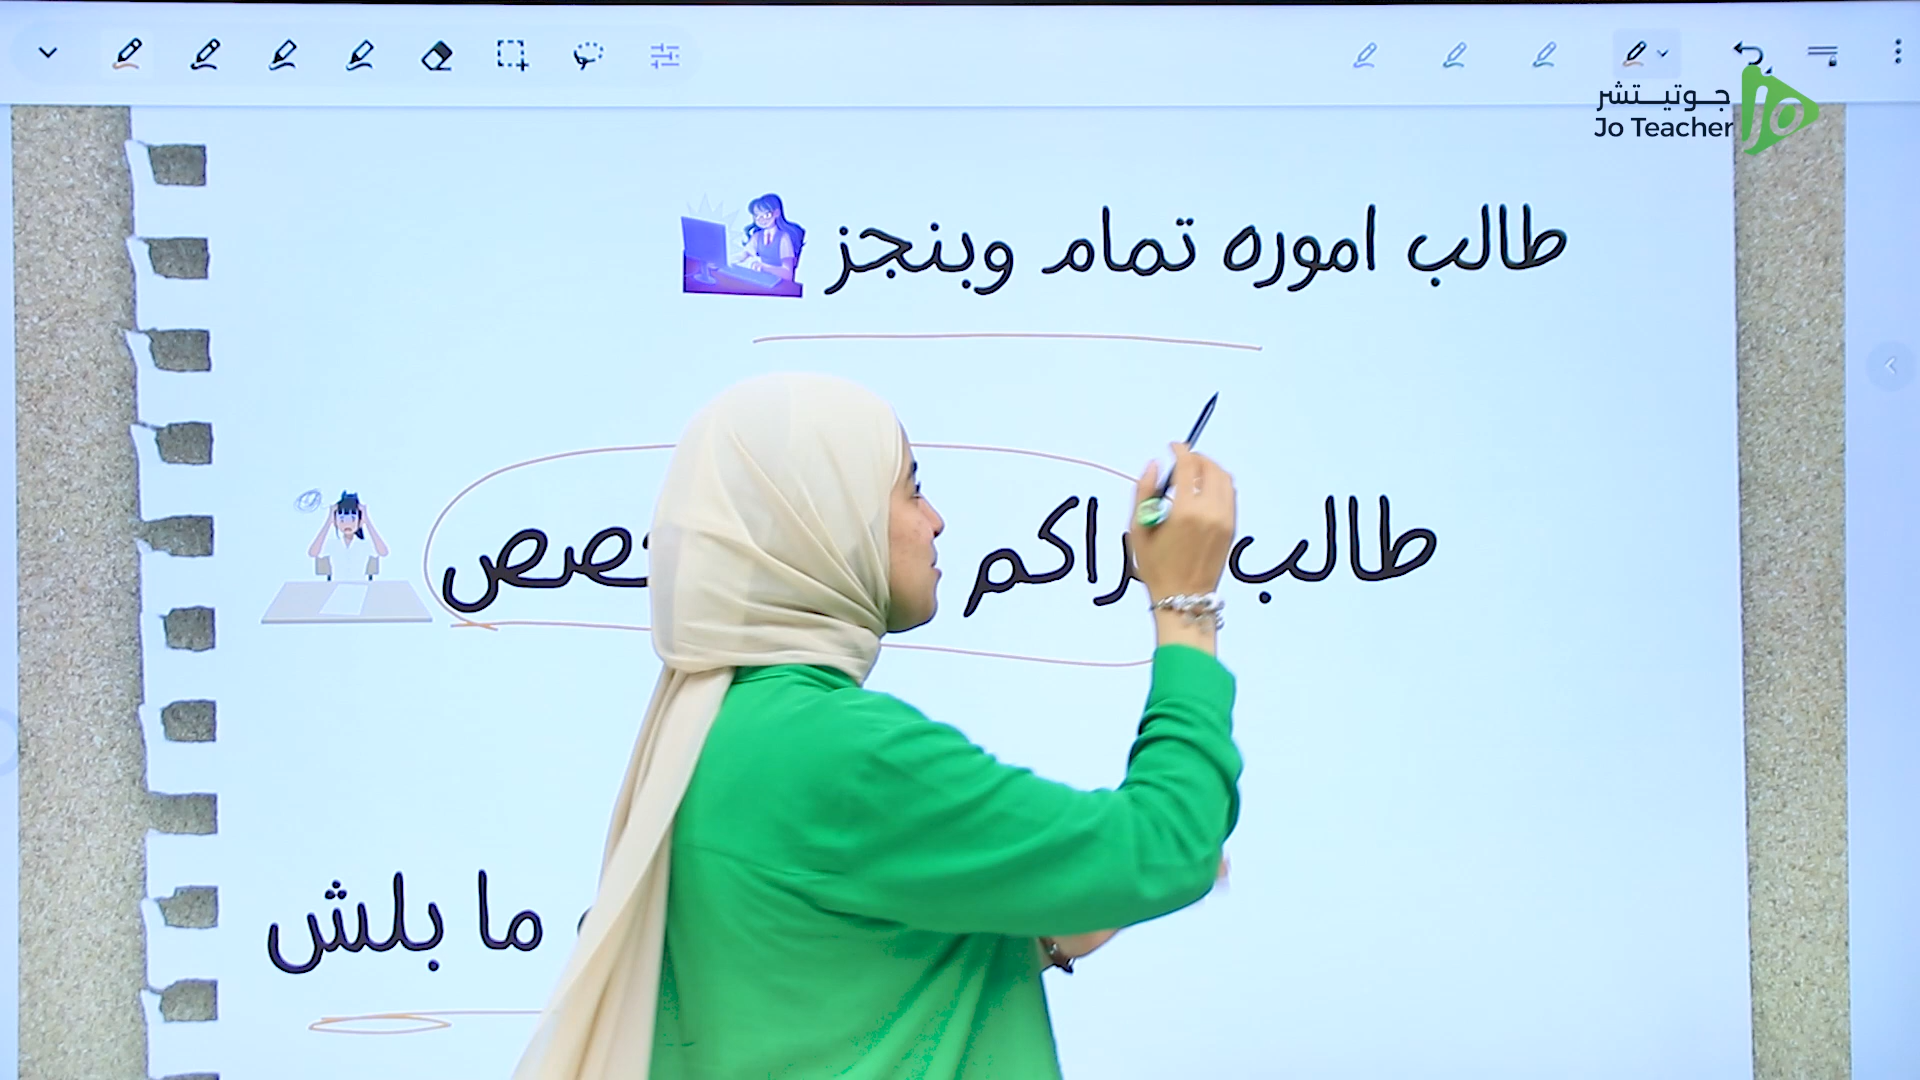 جوتيتشر
Jo Teacher
طالب اموره تمام وبنجز
طالب
ما بلش